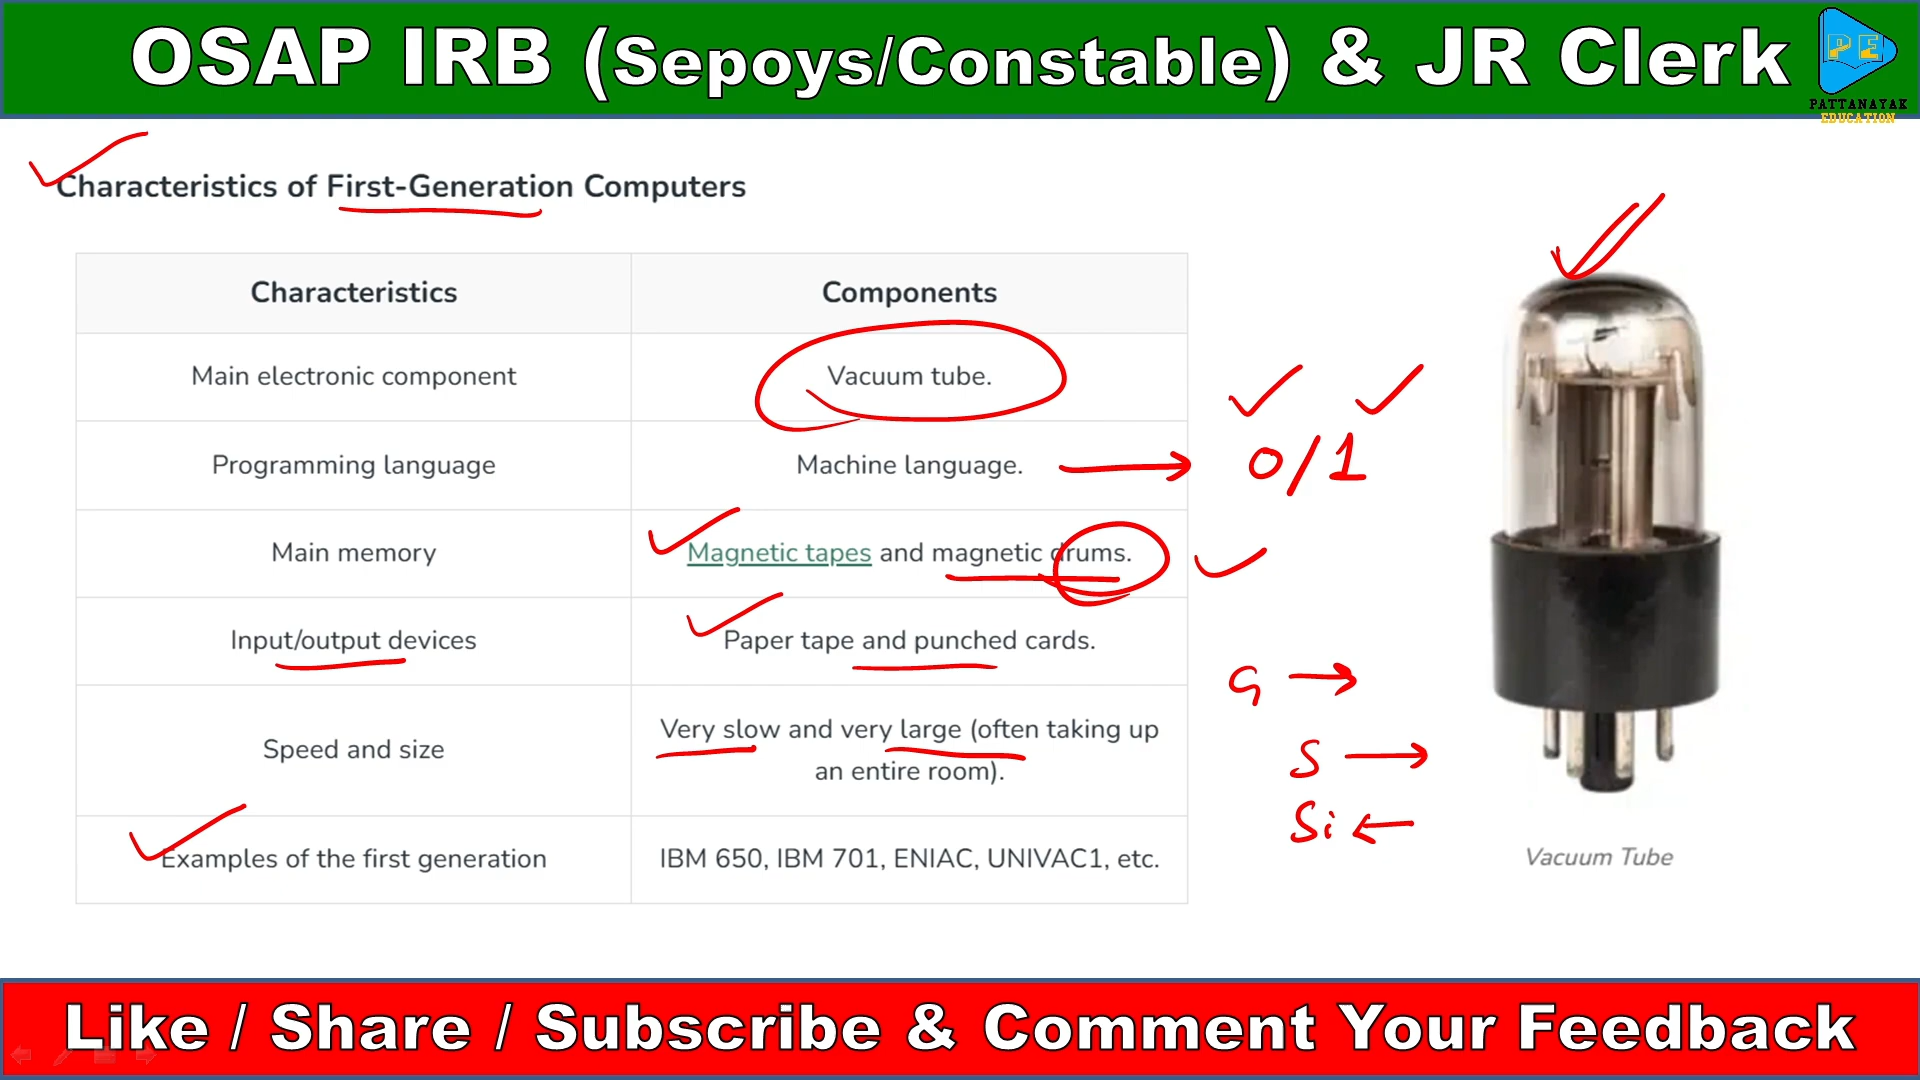 OSAP IRB (Sepoys/Constable) & JR Clerk
PE
PATTANAYAK
EDUCATION
Characteristics of First-Generation Computers
Characteristics Components
Main electronic component Vacuum tube.
Programming language Machine language. 0/1
Main memory Magnetic tapes and magnetic drums.
Input/output devices Paper tape and punched cards.
G
Speed and size Very slow and very large (often taking up
an entire room).
S
Si
Examples of the first generation IBM 650, IBM 701, ENIAC, UNIVAC1, etc.
Vacuum Tube
Like / Share / Subscribe & Comment Your Feedback